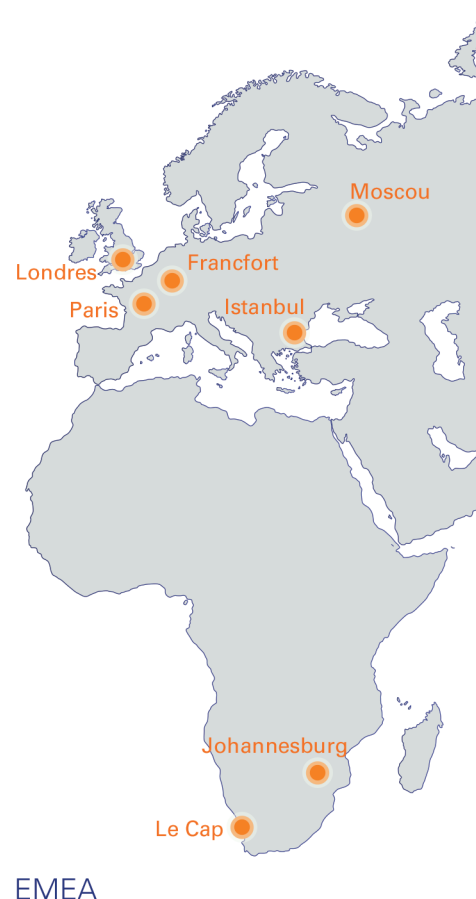 Moscou
Francfort
Londres
Istanbul
Paris
Johannesburg
Le Cap
EMEA